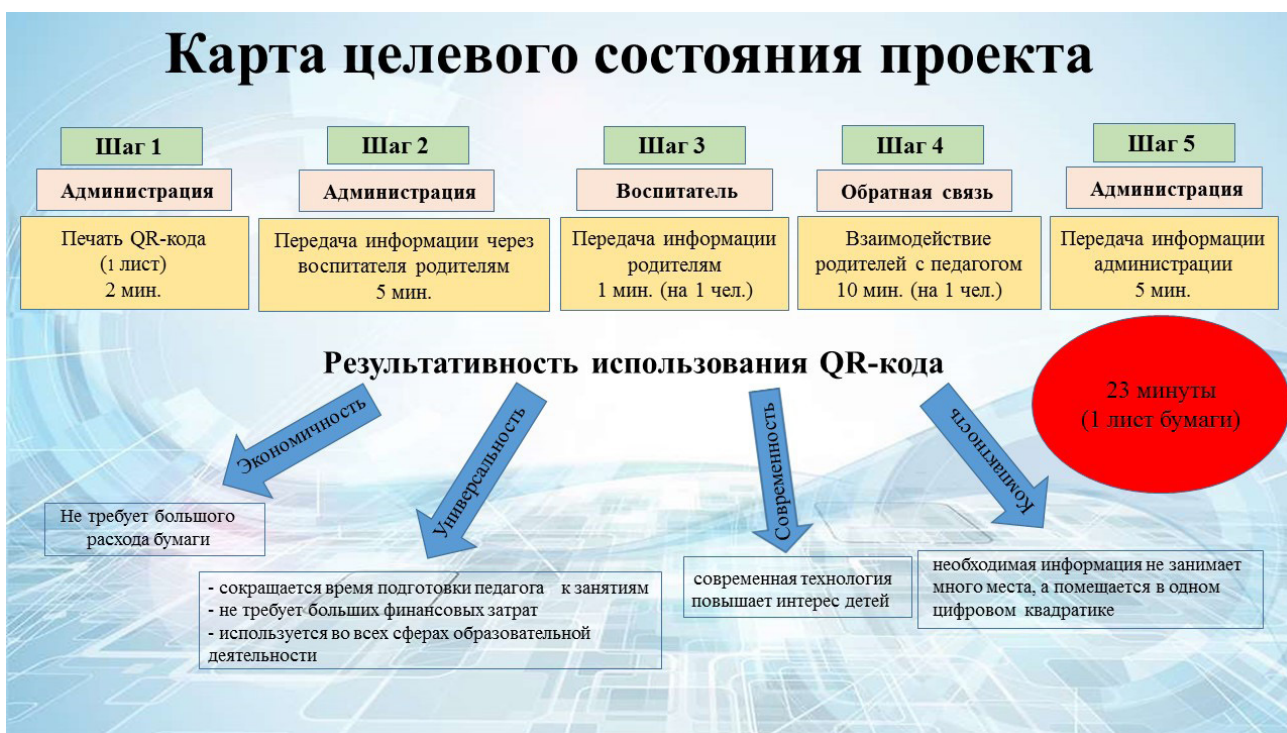 Карта целевого состояния проекта
Шаг 1
Администрация
Печать QR-кода
(1 лист)
2 мин.
Шаг 2
Администрация
Передача информации через
воспитателя родителям
5 мин.
Шаг 3
Воспитатель
Передача информации
родителям
1 мин. (на 1 чел.)
Шаг 4
Обратная связь
Взаимодействие
родителей с педагогом
10 мин. (на 1 чел.)
Шаг 5
Администрация
Передача информации
администрации
5 мин.
Результативность использования QR-кода
23 минуты
(1 лист бумаги)
Экономичность
Универсальность
Современность
Компактность
Не требует большого
расхода бумаги
- сокращается время подготовки педагога к занятиям
- не требует больших финансовых затрат
- используется во всех сферах образовательной
деятельности
современная технология
повышает интерес детей
необходимая информация не занимает
много места, а помещается в одном
цифровом квадратике